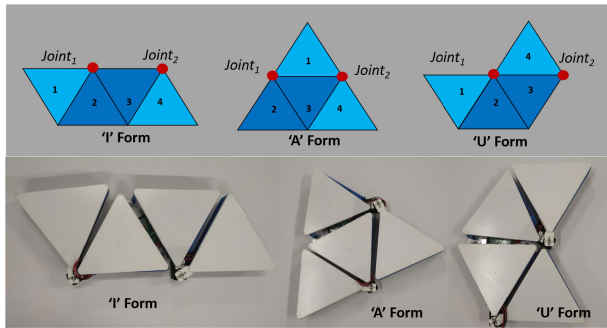 Joint1 Joint2
1 2 3 4
'I' Form
Joint1 Joint2
1
2 3 4
'A' Form
Joint1 Joint2
4
1 2 3
'U' Form
'I' Form
'A' Form
'U' Form